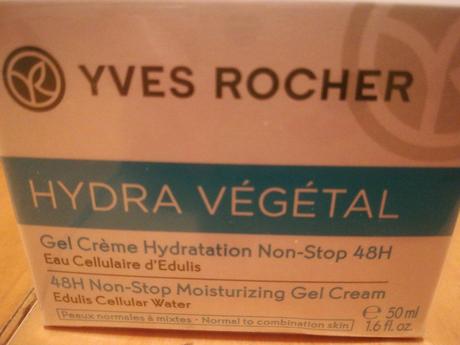 YVES ROCHER
HYDRA VÉGÉTAL
Gel Crème Hydratation Non-Stop 48H
Eau Cellulaire d'Edulis
48H Non-Stop Moisturizing Gel Cream
Edulis Cellular Water
Peaux normales à mixtes • Normal to combination skin
℮ 50 ml
1.6 fl. oz.